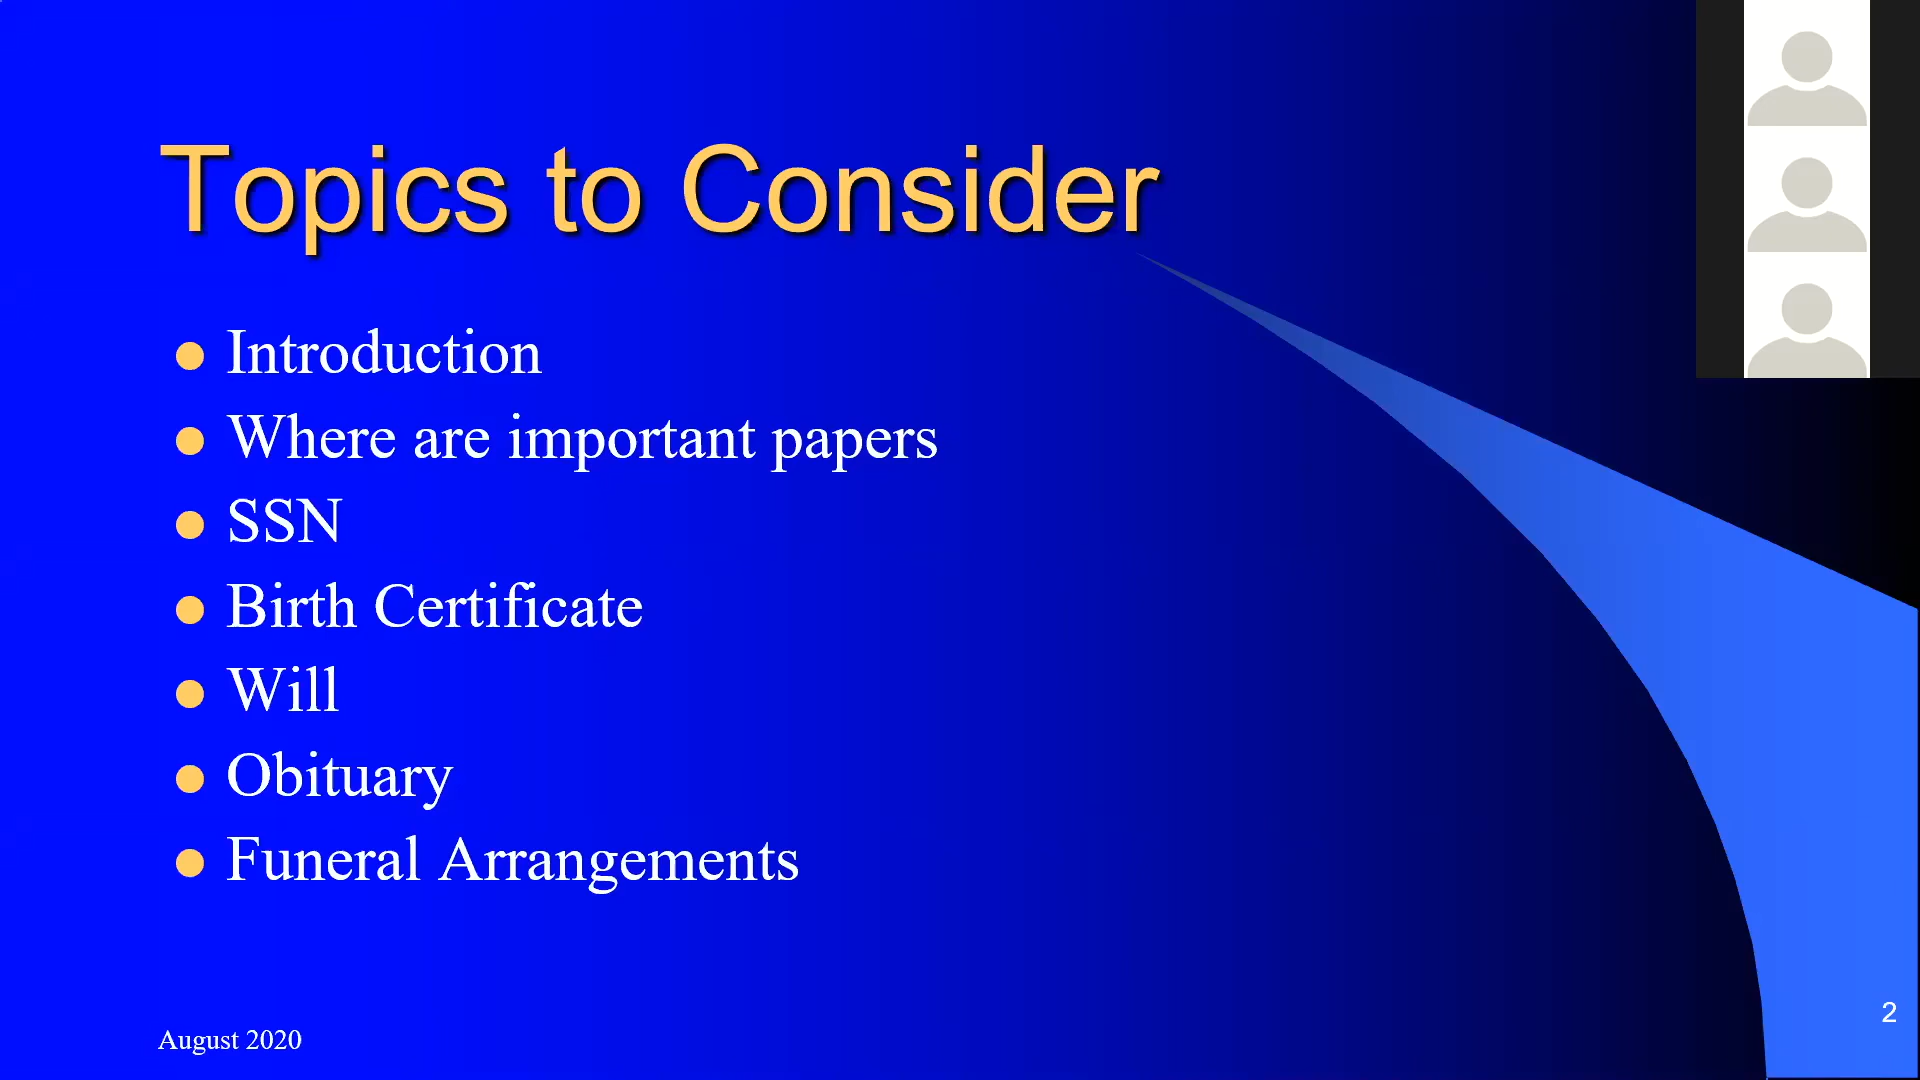 Topics to Consider
Introduction
Where are important papers
SSN
Birth Certificate
Will
Obituary
Funeral Arrangements
August 2020
2